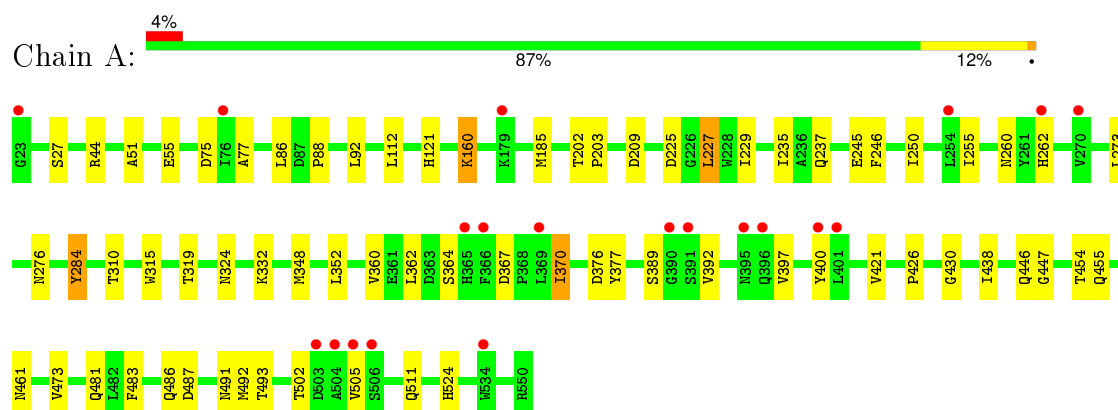 4%
Chain A:
87% 12% •
G23 S27 R44 A51 E55 D75 I76 A77 L86 D87 P88 L92 L112 H121 K160 K179 M185 T202 P203 D209 D225 G226 L227 W228 I229 I235 A236 Q237 E245 F246 I250 L254 I255 N260 Y261 H262 V270 L273
N276 Y284 T310 W315 T319 N324 K332 M348 L352 V360 E361 L362 D363 S364 H365 F366 D367 P368 L369 I370 D376 Y377 S389 G390 S391 V392 N395 Q396 V397 Y400 L401 V421 P426 G430 I438 Q446 G447 T454 Q455
N461 V473 Q481 L482 F483 Q486 D487 N491 M492 T493 T502 D503 A504 V505 S506 Q511 H524 W534 R550